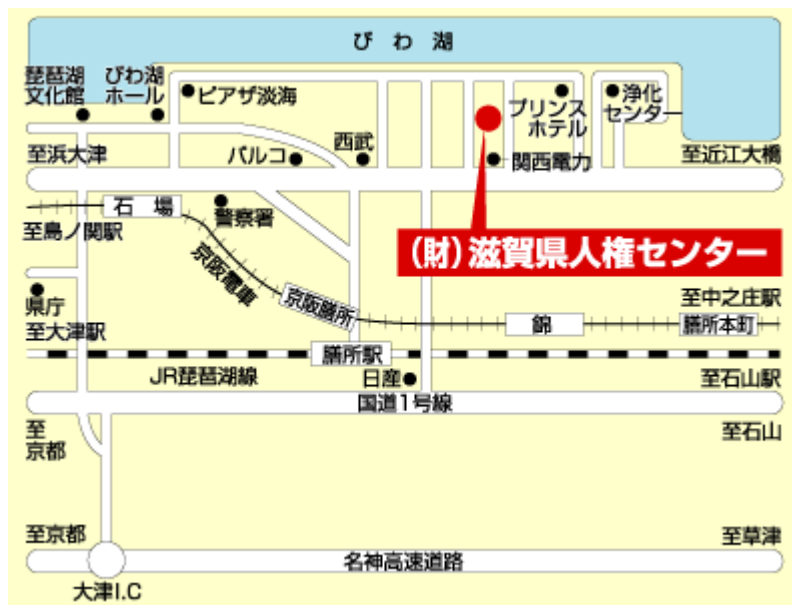 びわ湖
琵琶湖
文化館
びわ湖
ホール
ピアザ淡海
プリンス
ホテル
浄化
センター
至浜大津
パルコ
西武
関西電力
至近江大橋
石場
警察署
至島ノ関駅
(財)滋賀県人権センター
京阪電車
県庁
京阪膳所
至中之庄駅
至大津駅
錦
膳所本町
膳所駅
JR琵琶湖線
日産
至石山駅
国道1号線
至
京都
至石山
至京都
至草津
名神高速道路
大津I.C